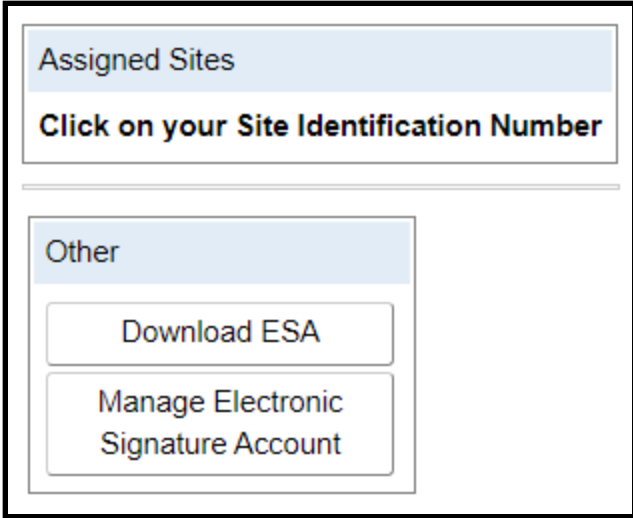 Assigned Sites
Click on your Site Identification Number
Other
Download ESA
Manage Electronic
Signature Account